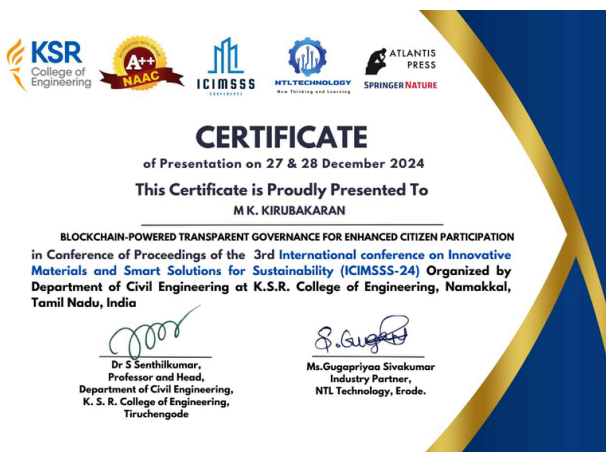 KSR
College of
Engineering
ACCREDITED WITH GRADE
A++
NAAC
ICIMSSS
CONFERENCE
NTLTECHNOLOGY
New Thinking and Learning
ATLANTIS
PRESS
SPRINGER NATURE
CERTIFICATE
of Presentation on 27 & 28 December 2024
This Certificate is Proudly Presented To
M K. KIRUBAKARAN
BLOCKCHAIN-POWERED TRANSPARENT GOVERNANCE FOR ENHANCED CITIZEN PARTICIPATION
in Conference of Proceedings of the 3rd International conference on Innovative
Materials and Smart Solutions for Sustainability (ICIMSSS-24) Organized by
Department of Civil Engineering at K.S.R. College of Engineering, Namakkal,
Tamil Nadu, India
Dr S Senthilkumar,
Professor and Head,
Department of Civil Engineering,
K. S. R. College of Engineering,
Tiruchengode
Ms.Gugapriyaa Sivakumar
Industry Partner,
NTL Technology, Erode.